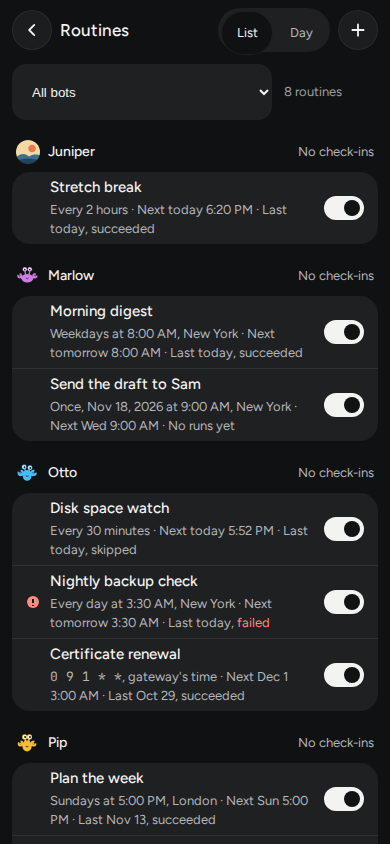 Routines
List
Day
All bots
8 routines
Juniper
No check-ins
Stretch break
Every 2 hours · Next today 6:20 PM · Last
today, succeeded
Marlow
No check-ins
Morning digest
Weekdays at 8:00 AM, New York · Next
tomorrow 8:00 AM · Last today, succeeded
Send the draft to Sam
Once, Nov 18, 2026 at 9:00 AM, New York ·
Next Wed 9:00 AM · No runs yet
Otto
No check-ins
Disk space watch
Every 30 minutes · Next today 5:52 PM · Last
today, skipped
Nightly backup check
Every day at 3:30 AM, New York · Next
tomorrow 3:30 AM · Last today, failed
Certificate renewal
0 9 1 * *, gateway's time · Next Dec 1
3:00 AM · Last Oct 29, succeeded
Pip
No check-ins
Plan the week
Sundays at 5:00 PM, London · Next Sun 5:00
PM · Last Nov 13, succeeded